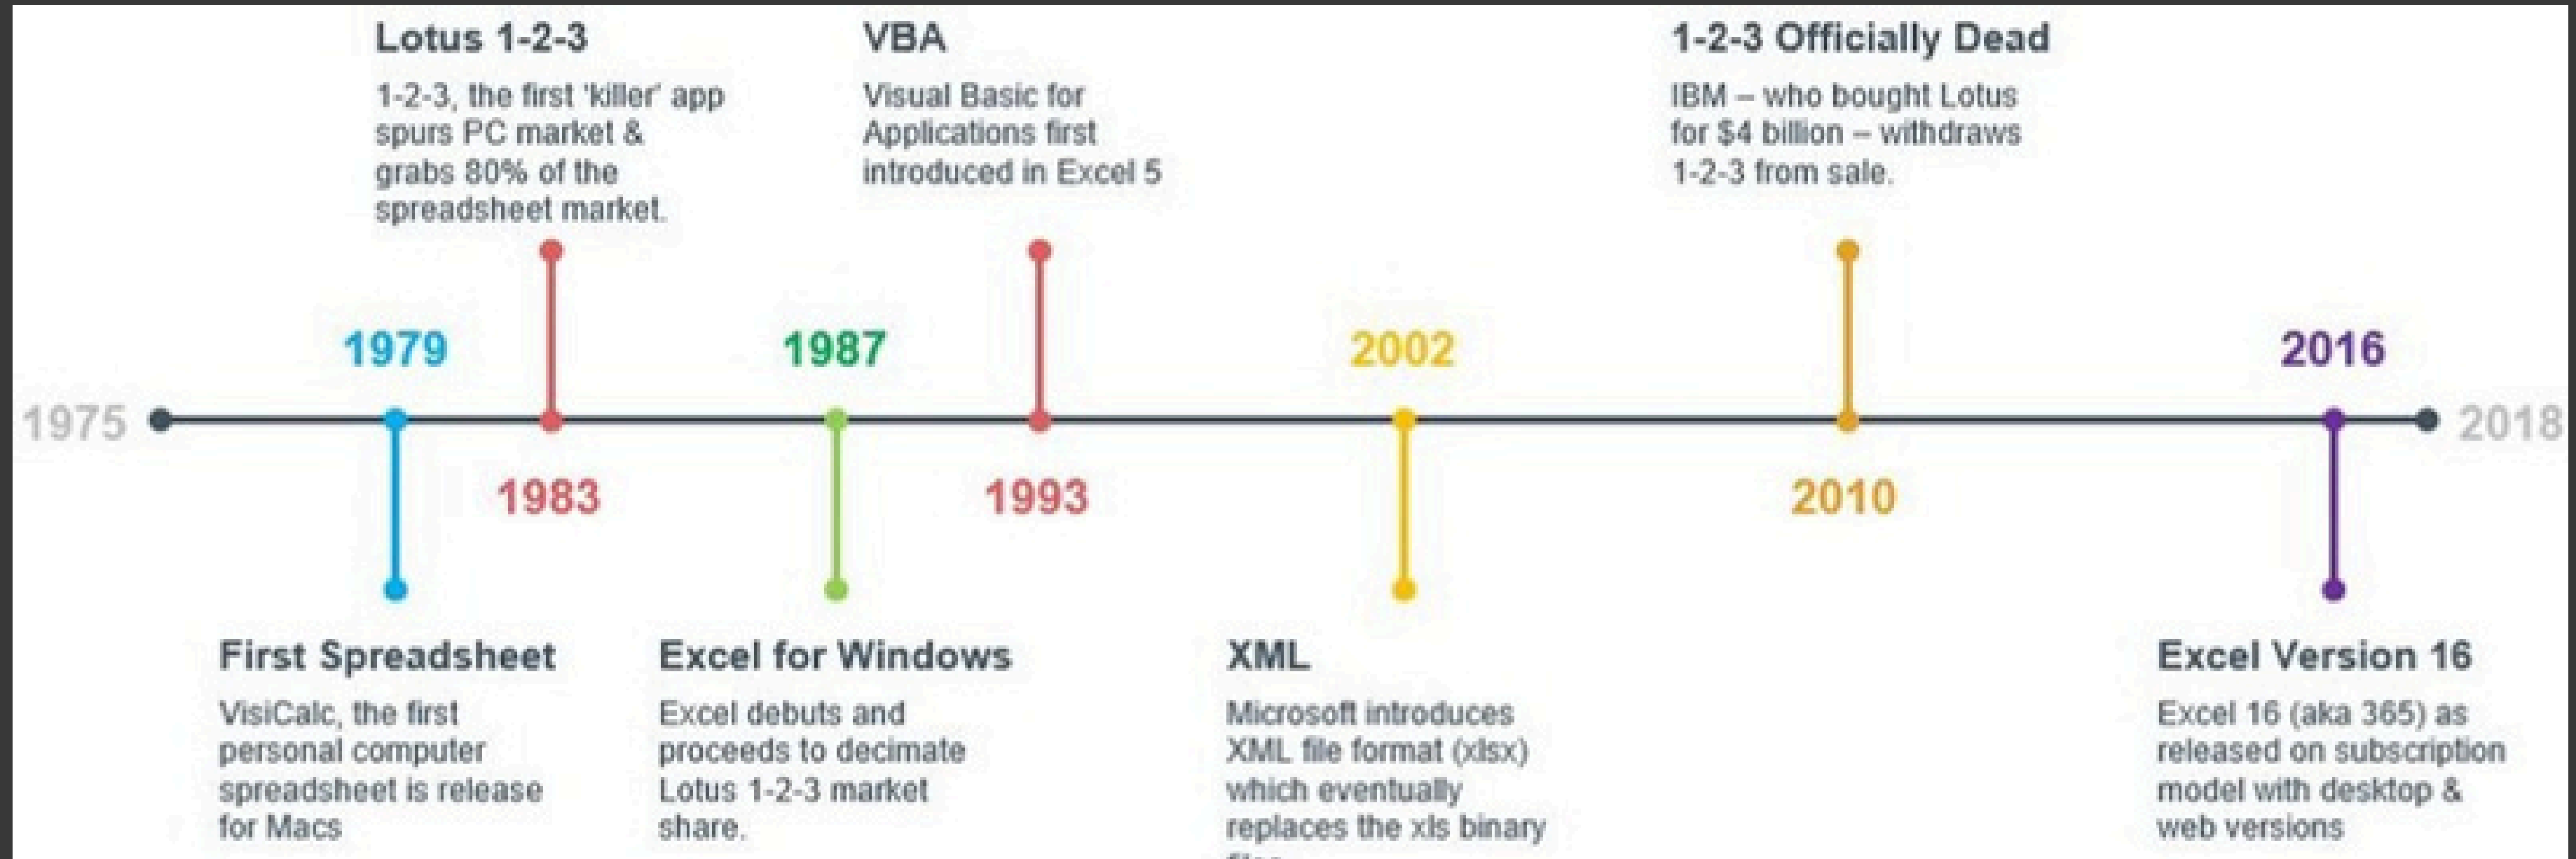 Lotus 1-2-3
1-2-3, the first 'killer' app
spurs PC market &
grabs 80% of the
spreadsheet market.
VBA
Visual Basic for
Applications first
introduced in Excel 5
1-2-3 Officially Dead
IBM – who bought Lotus
for $4 billion – withdraws
1-2-3 from sale.
1979
1987
2002
2016
1975
2018
1983
1993
2010
First Spreadsheet
VisiCalc, the first
personal computer
spreadsheet is release
for Macs
Excel for Windows
Excel debuts and
proceeds to decimate
Lotus 1-2-3 market
share.
XML
Microsoft introduces
XML file format (xlsx)
which eventually
replaces the xls binary
Excel Version 16
Excel 16 (aka 365) as
released on subscription
model with desktop &
web versions